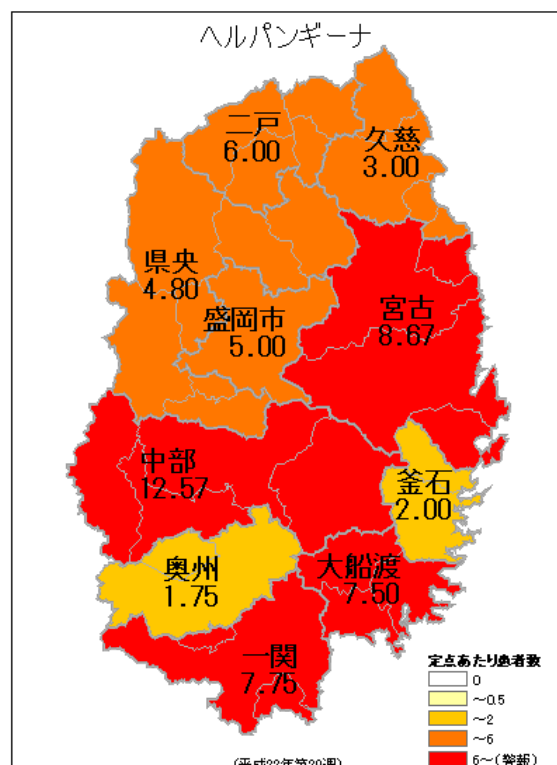 ヘルパンギーナ
二戸
6.00
久慈
3.00
県央
4.80
盛岡市
5.00
宮古
8.67
中部
12.57
釜石
2.00
奥州
1.75
大船渡
7.50
一関
7.75
定点あたり患者数
0
～0.5
～2
～6
6～(警報)